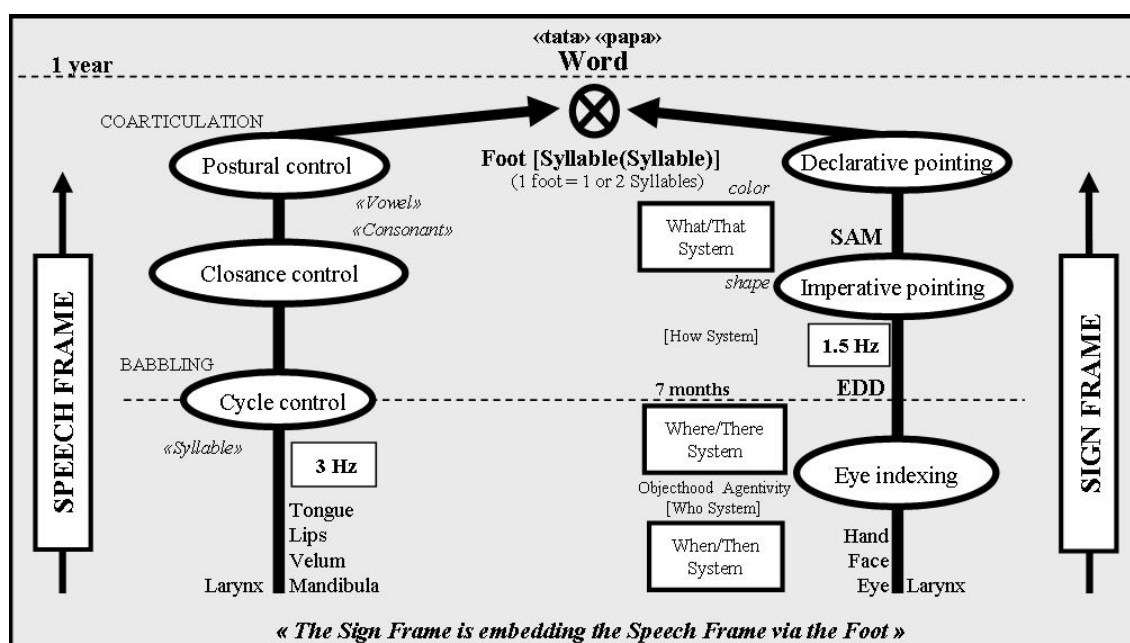 «tata» «papa»
Word
1 year
COARTICULATION
Postural control
Foot [Syllable(Syllable)]
(1 foot = 1 or 2 Syllables)
Declarative pointing
«Vowel»
«Consonant»
color
What/That
System
shape
SAM
Closance control
Imperative pointing
[How System]
1.5 Hz
BABBLING
7 months
EDD
Cycle control
«Syllable»
3 Hz
Where/There
System
Eye indexing
Objecthood Agentivity
[Who System]
When/Then
System
Tongue
Lips
Velum
Larynx Mandibula
Hand
Face
Eye Larynx
SPEECH FRAME
SIGN FRAME
« The Sign Frame is embedding the Speech Frame via the Foot »